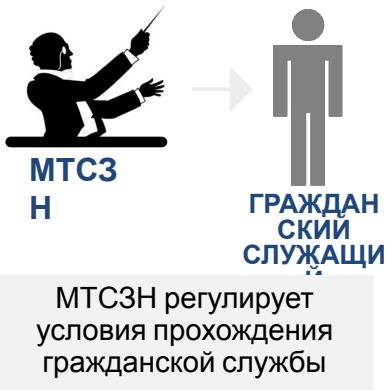 МТСЗ
Н
ГРАЖДАН
СКИЙ
СЛУЖАЩИ
Й
МТСЗН регулирует
условия прохождения
гражданской службы